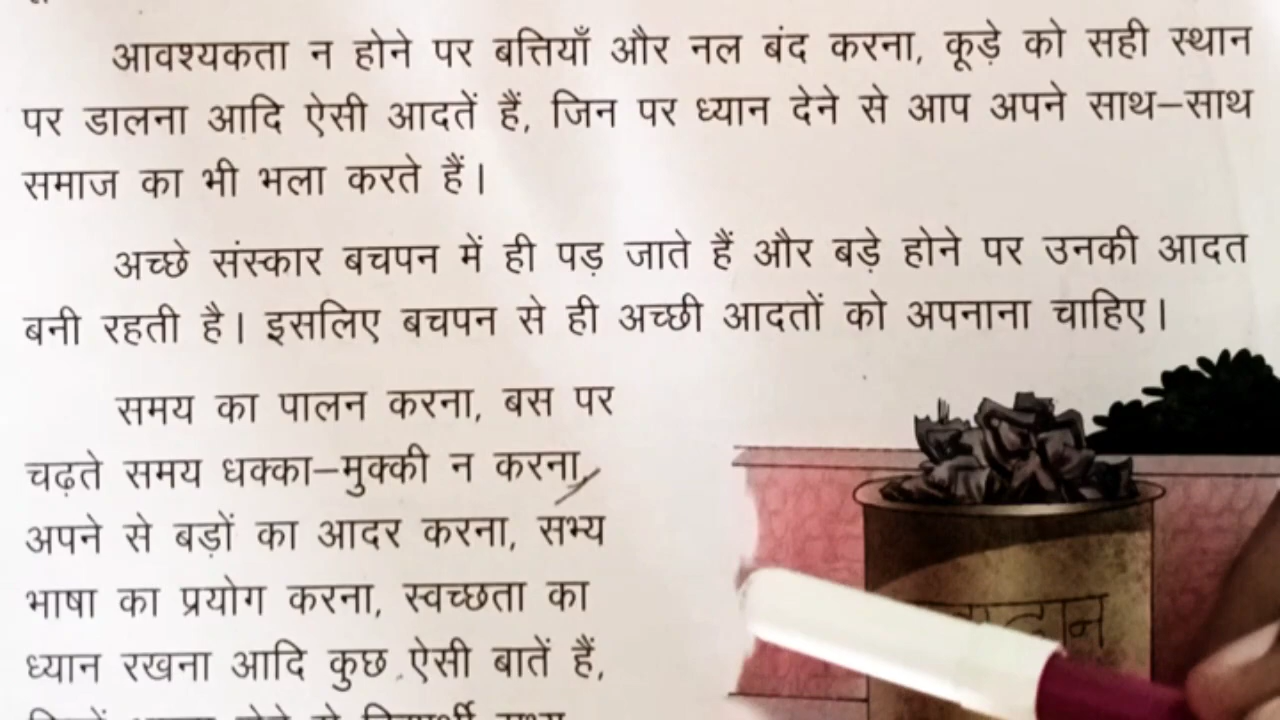 आवश्यकता न होने पर बत्तियाँ और नल बंद करना, कूड़े को सही स्थान
पर डालना आदि ऐसी आदतें हैं, जिन पर ध्यान देने से आप अपने साथ–साथ
समाज का भी भला करते हैं।
अच्छे संस्कार बचपन में ही पड़ जाते हैं और बड़े होने पर उनकी आदत
बनी रहती है। इसलिए बचपन से ही अच्छी आदतों को अपनाना चाहिए।
समय का पालन करना, बस पर
चढ़ते समय धक्का–मुक्की न करना,
अपने से बड़ों का आदर करना, सभ्य
भाषा का प्रयोग करना, स्वच्छता का
ध्यान रखना आदि कुछ ऐसी बातें हैं,